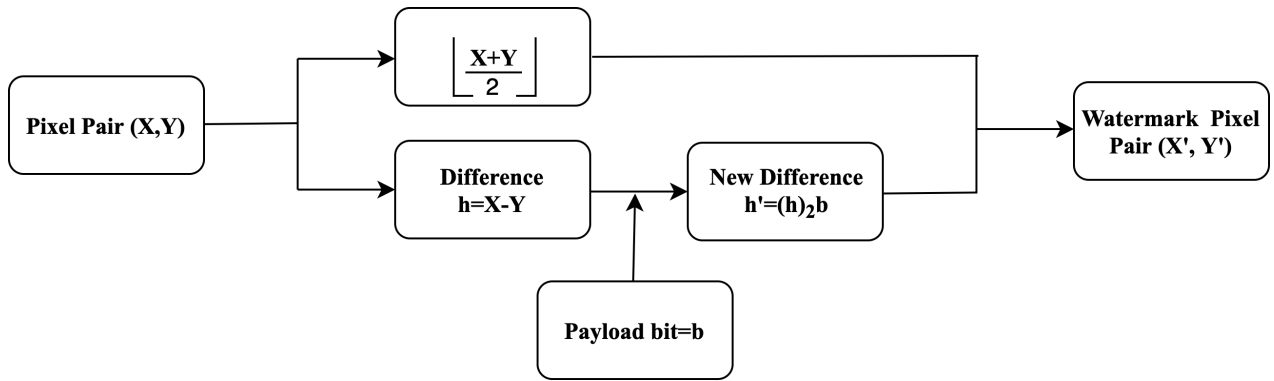 Pixel Pair (X,Y)
⌊X+Y
2⌋
Difference
h=X-Y
New Difference
h'=(h)₂b
Payload bit=b
Watermark Pixel
Pair (X', Y')